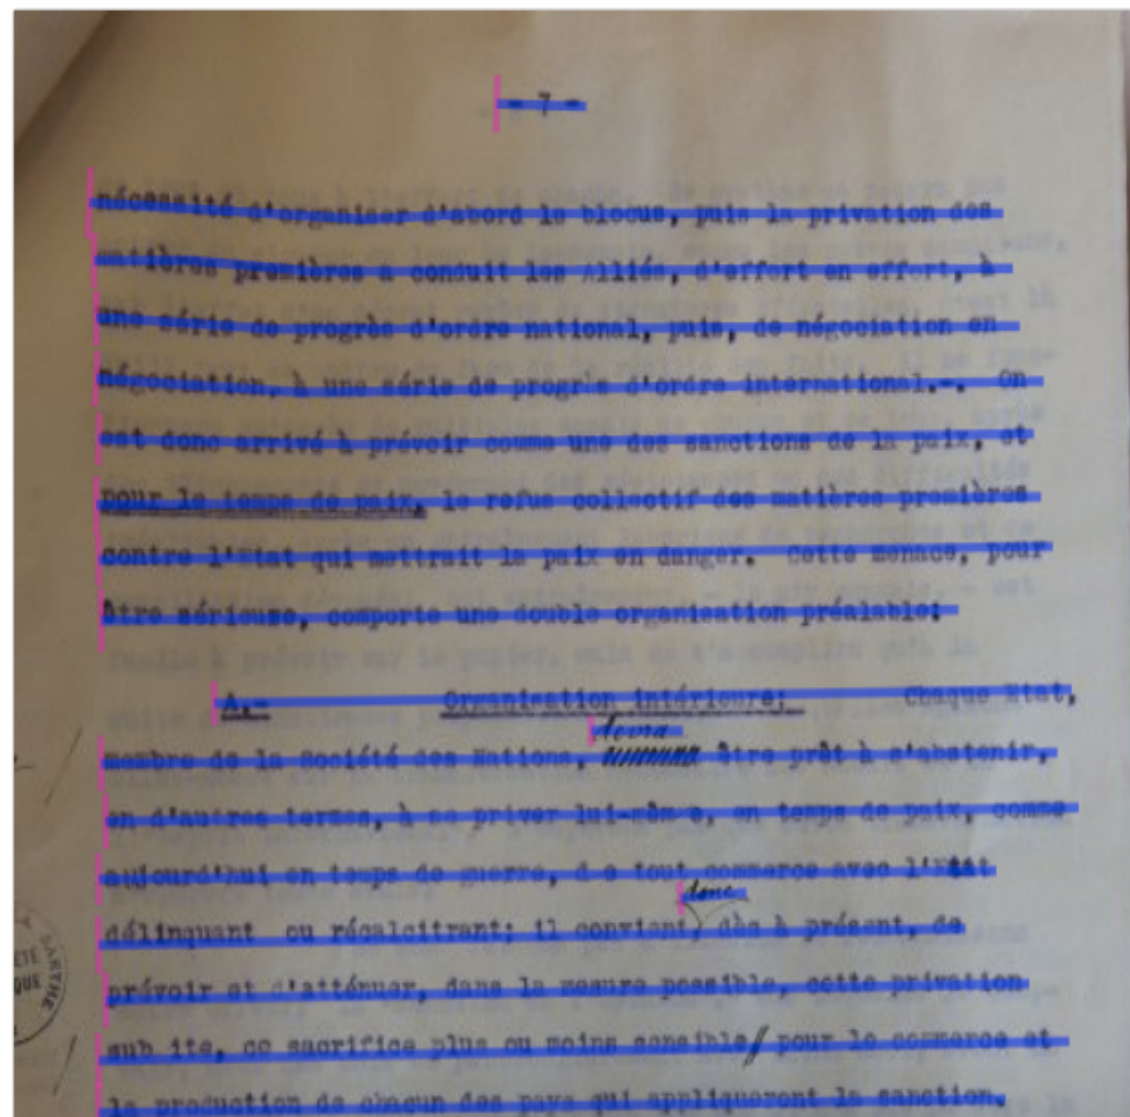 - 7 -
nécessité d'organiser d'abord le blocus, puis la privation des
matières premières a conduit les Alliés, d'effort en effort, à
une série de progrès d'ordre national, puis, de négociation en
négociation, à une série de progrès d'ordre international.-. On
est donc arrivé à prévoir comme une des sanctions de la paix, et
pour le temps de paix, le refus collectif des matières premières
contre l'Etat qui mettrait la paix en danger. Cette menace, pour
être sérieuse, comporte une double organisation préalable:
A.- Organisation intérieure: Chaque Etat,
devra
membre de la Société des Nations, être prêt à s'abstenir,
en d'autres termes, à se priver lui-mêm e, en temps de paix, comme
aujourd'hui en temps de guerre, d e tout commerce avec l'Etat
donc
délinquant ou récalcitrant; il convient, dès à présent, de
prévoir et d'atténuer, dans la mesure possible, cette privation
sub ite, ce sacrifice plus ou moins sensible pour le commerce et
la production de chacun des pays qui appliqueront la sanction.